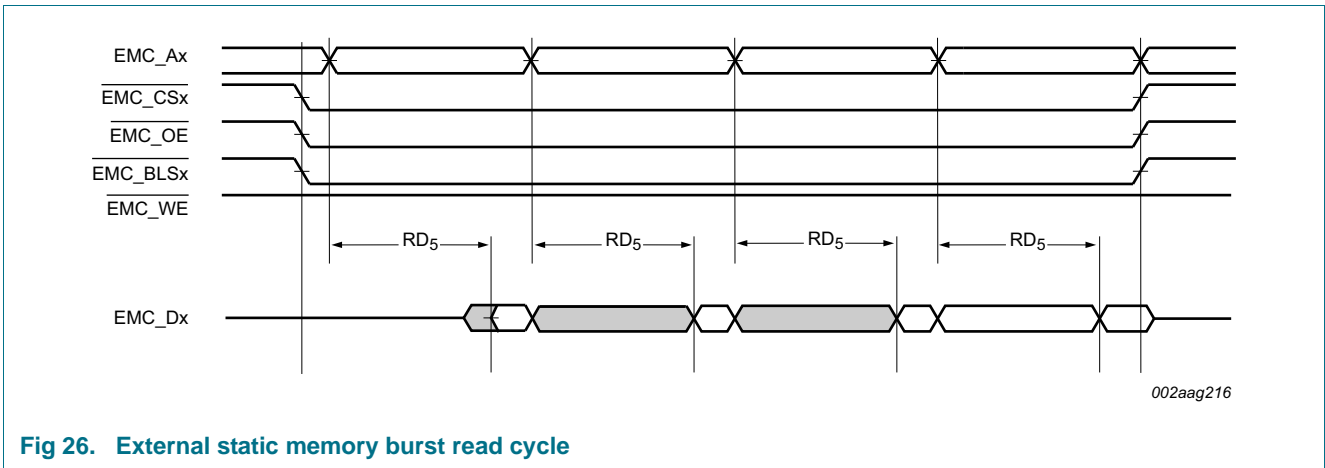 EMC_Ax
EMC_CSx
EMC_OE
EMC_BLSx
EMC_WE
RD5 RD5 RD5 RD5
EMC_Dx
002aag216
Fig 26. External static memory burst read cycle